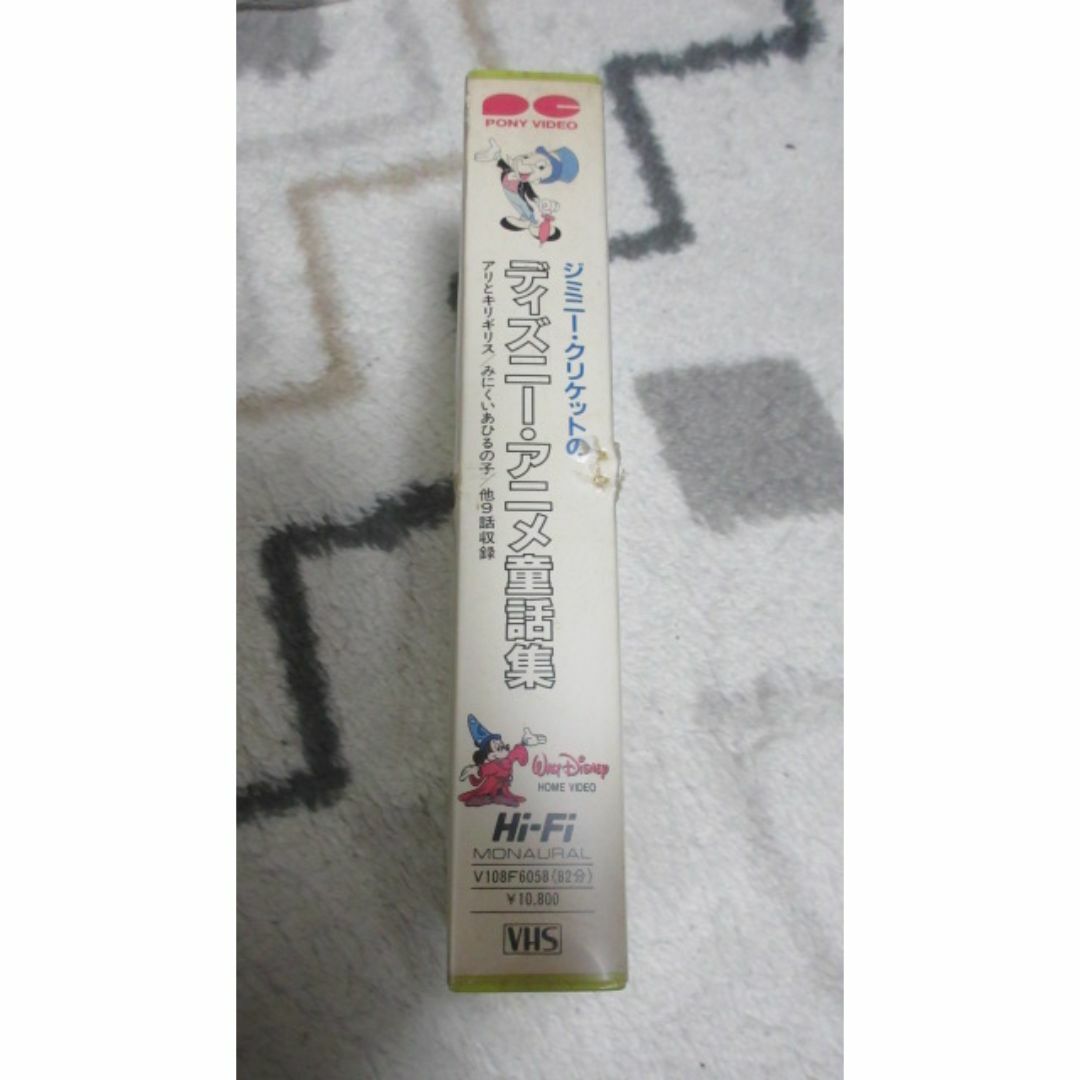 PONY VIDEO
ジミニー・クリケットの
ディズニー・アニメ童話集
アリとキリギリス/みにくいあひるの子/他9話収録
WALT DISNEY
HOME VIDEO
Hi-Fi
MONAURAL
V108F6058(82分)
¥10,800
VHS